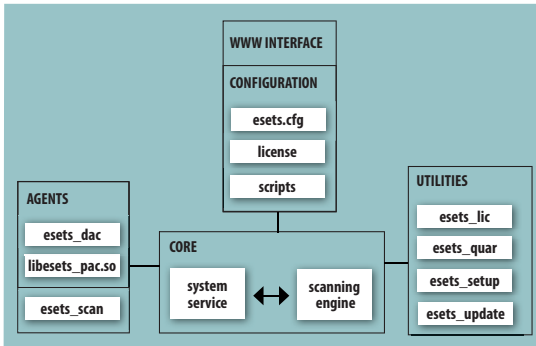 WWW INTERFACE
CONFIGURATION
esets.cfg
license
scripts
AGENTS
esets_dac
libesets_pac.so
esets_scan
CORE
system
service
scanning
engine
UTILITIES
esets_lic
esets_quar
esets_setup
esets_update